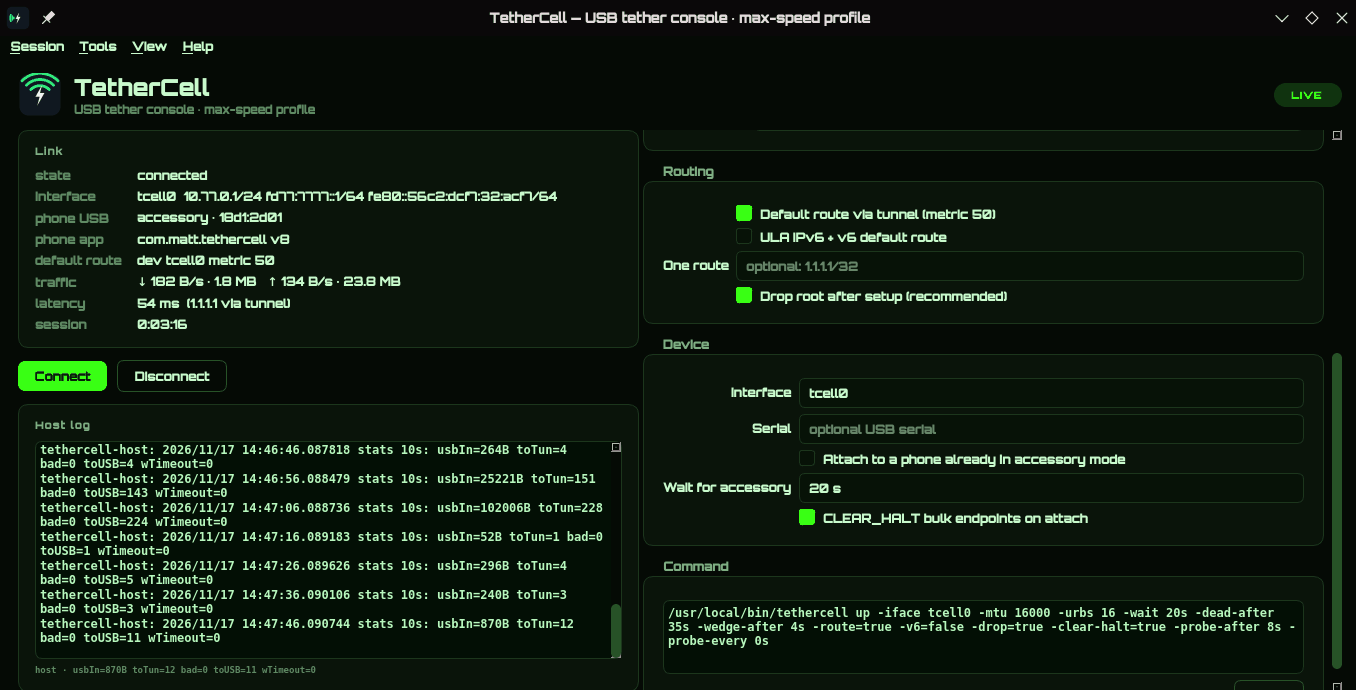 TetherCell — USB tether console · max-speed profile
Session Tools View Help
TetherCell
USB tether console · max-speed profile
LIVE
Link
state connected
interface tcell0 10.77.0.1/24 fd77:7777::1/64 fe80::56c2:dcf7:32:acf7/64
phone USB accessory · 18d1:2d01
phone app com.matt.tethercell v8
default route dev tcell0 metric 50
traffic ↓ 182 B/s · 1.8 MB ↑ 134 B/s · 23.8 MB
latency 54 ms (1.1.1.1 via tunnel)
session 0:03:16
Connect Disconnect
Host log
tethercell-host: 2026/11/17 14:46:46.087818 stats 10s: usbIn=264B toTun=4
bad=0 toUSB=4 wTimeout=0
tethercell-host: 2026/11/17 14:46:56.088479 stats 10s: usbIn=25221B toTun=151
bad=0 toUSB=143 wTimeout=0
tethercell-host: 2026/11/17 14:47:06.088736 stats 10s: usbIn=102006B toTun=228
bad=0 toUSB=224 wTimeout=0
tethercell-host: 2026/11/17 14:47:16.089183 stats 10s: usbIn=52B toTun=1 bad=0
toUSB=1 wTimeout=0
tethercell-host: 2026/11/17 14:47:26.089626 stats 10s: usbIn=296B toTun=4
bad=0 toUSB=5 wTimeout=0
tethercell-host: 2026/11/17 14:47:36.090106 stats 10s: usbIn=240B toTun=3
bad=0 toUSB=3 wTimeout=0
tethercell-host: 2026/11/17 14:47:46.090744 stats 10s: usbIn=870B toTun=12
bad=0 toUSB=11 wTimeout=0
host · usbIn=870B toTun=12 bad=0 toUSB=11 wTimeout=0
Routing
Default route via tunnel (metric 50)
ULA IPv6 + v6 default route
One route optional: 1.1.1.1/32
Drop root after setup (recommended)
Device
Interface tcell0
Serial optional USB serial
Attach to a phone already in accessory mode
Wait for accessory 20 s
CLEAR_HALT bulk endpoints on attach
Command
/usr/local/bin/tethercell up -iface tcell0 -mtu 16000 -urbs 16 -wait 20s -dead-after
35s -wedge-after 4s -route=true -v6=false -drop=true -clear-halt=true -probe-after 8s -
probe-every 0s